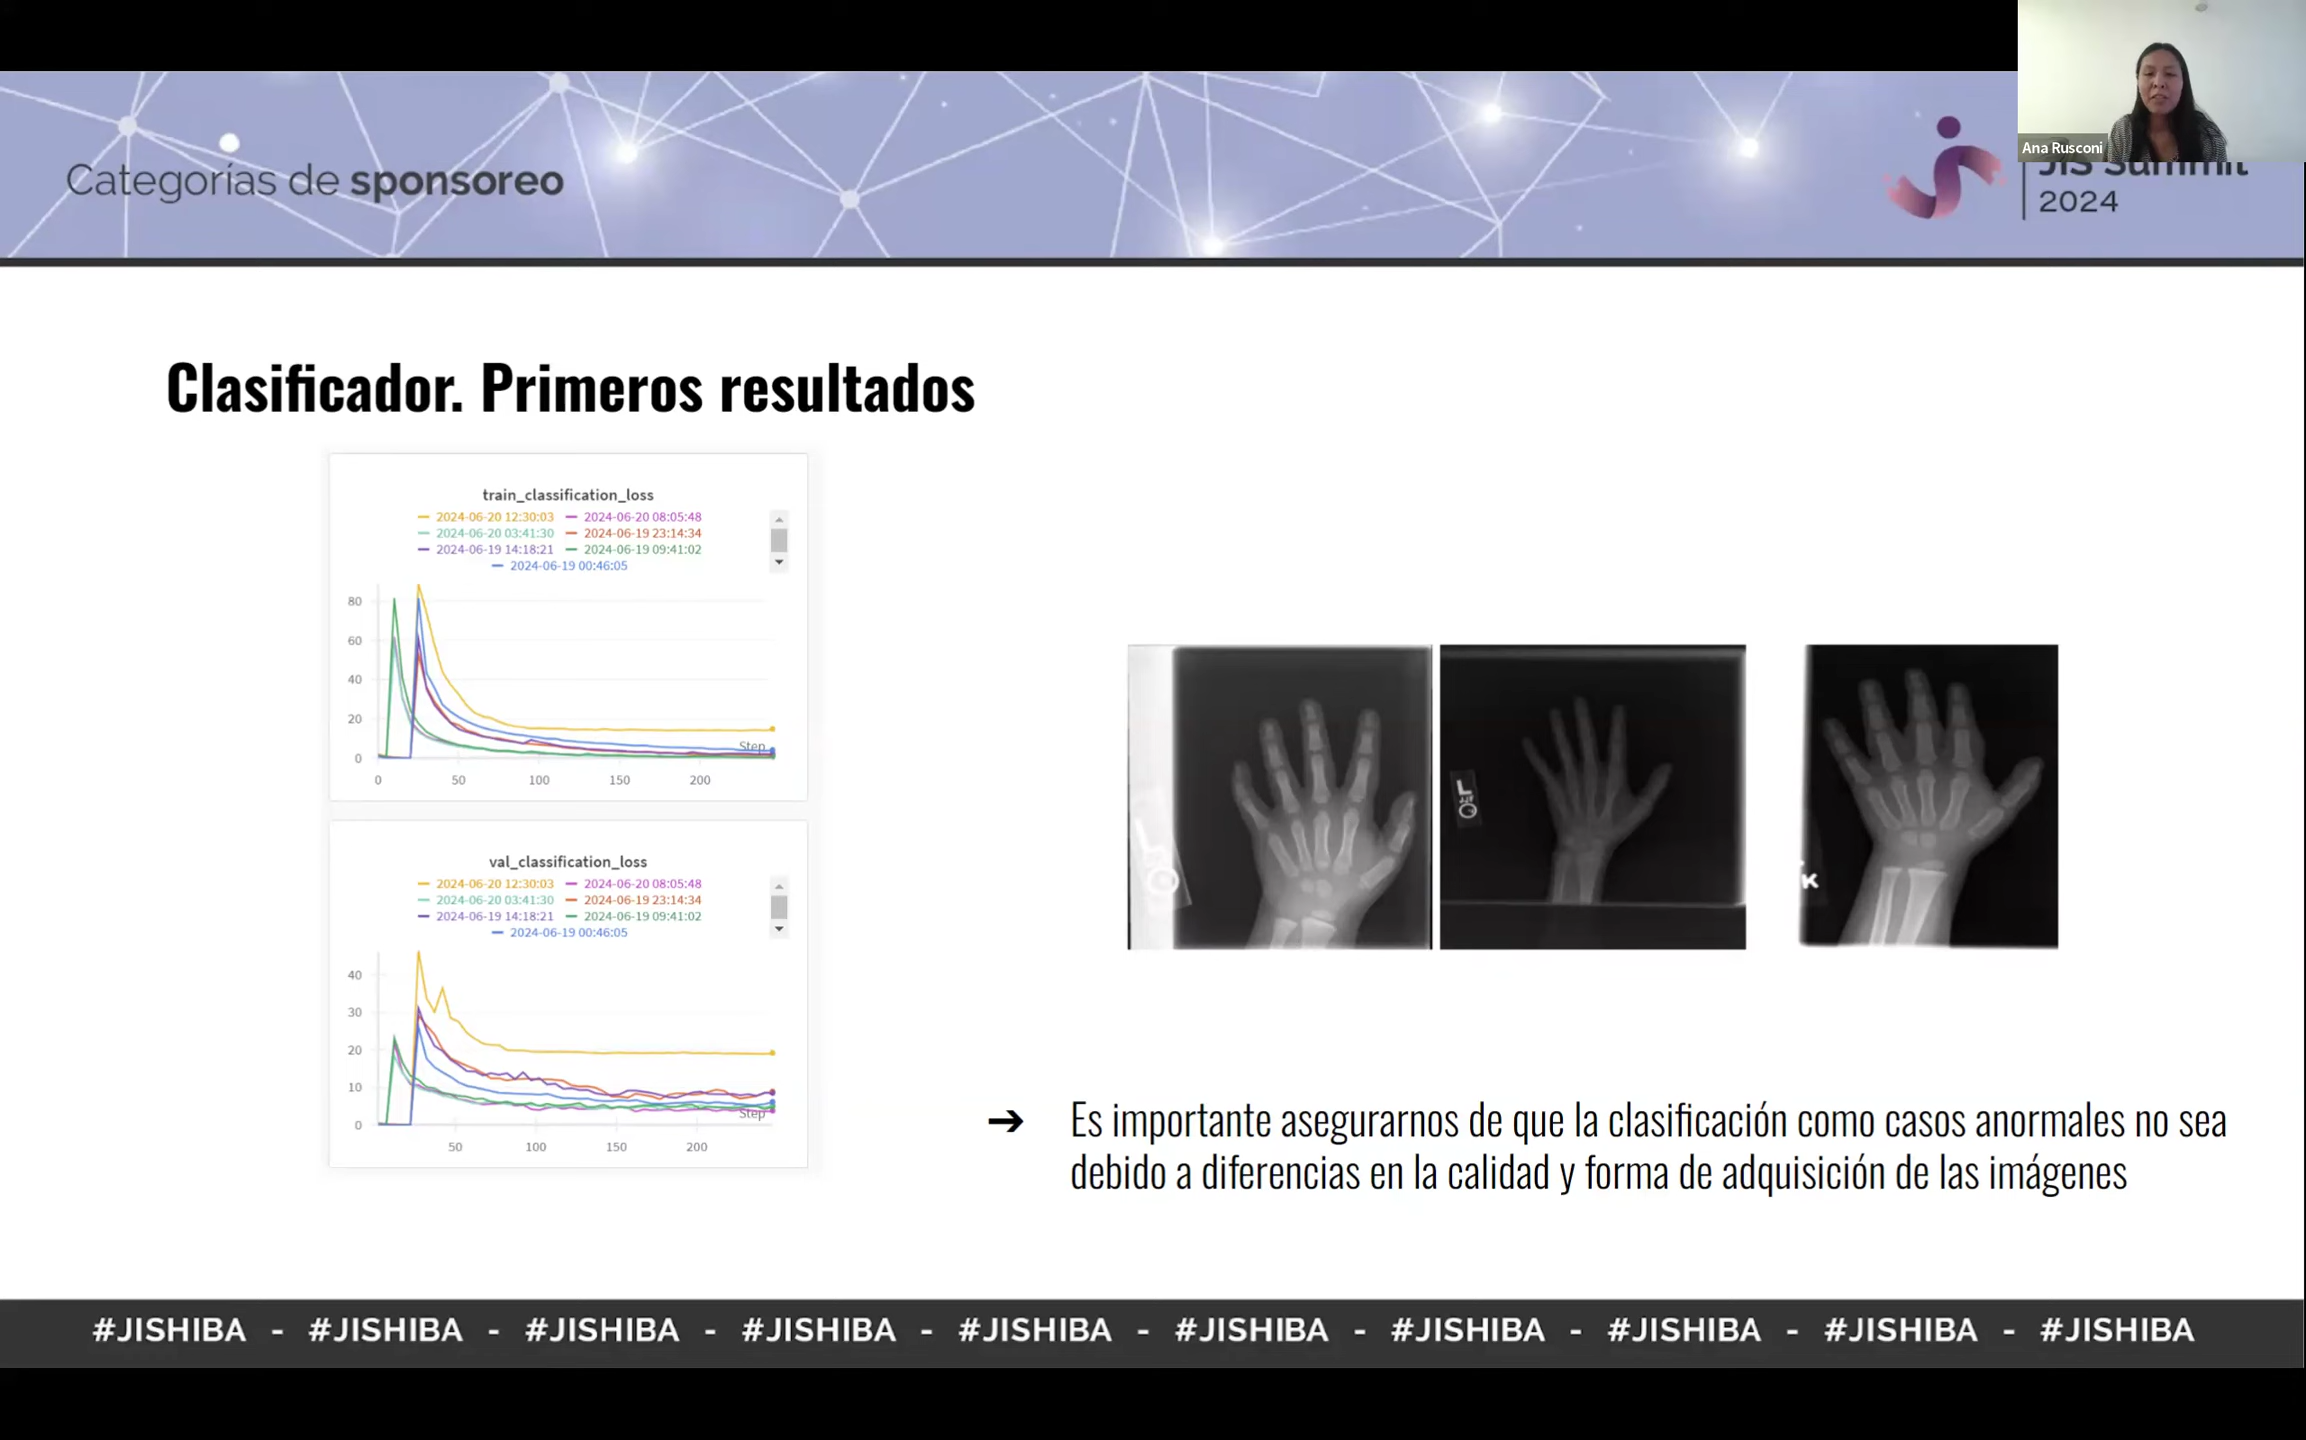 Ana Rusconi
Categorías de sponsoreo
JIS Summit
2024
Clasificador. Primeros resultados
train_classification_loss
2024-06-20 12:30:03 2024-06-20 08:05:48
2024-06-20 03:41:30 2024-06-19 23:14:34
2024-06-19 14:18:21 2024-06-19 09:41:02
2024-06-19 00:46:05
80
60
40
20
0
Step
0 50 100 150 200
val_classification_loss
2024-06-20 12:30:03 2024-06-20 08:05:48
2024-06-20 03:41:30 2024-06-19 23:14:34
2024-06-19 14:18:21 2024-06-19 09:41:02
2024-06-19 00:46:05
40
30
20
10
0
Step
50 100 150 200
L
K
➔ Es importante asegurarnos de que la clasificación como casos anormales no sea
debido a diferencias en la calidad y forma de adquisición de las imágenes
#JISHIBA - #JISHIBA - #JISHIBA - #JISHIBA - #JISHIBA - #JISHIBA - #JISHIBA - #JISHIBA - #JISHIBA - #JISHIBA